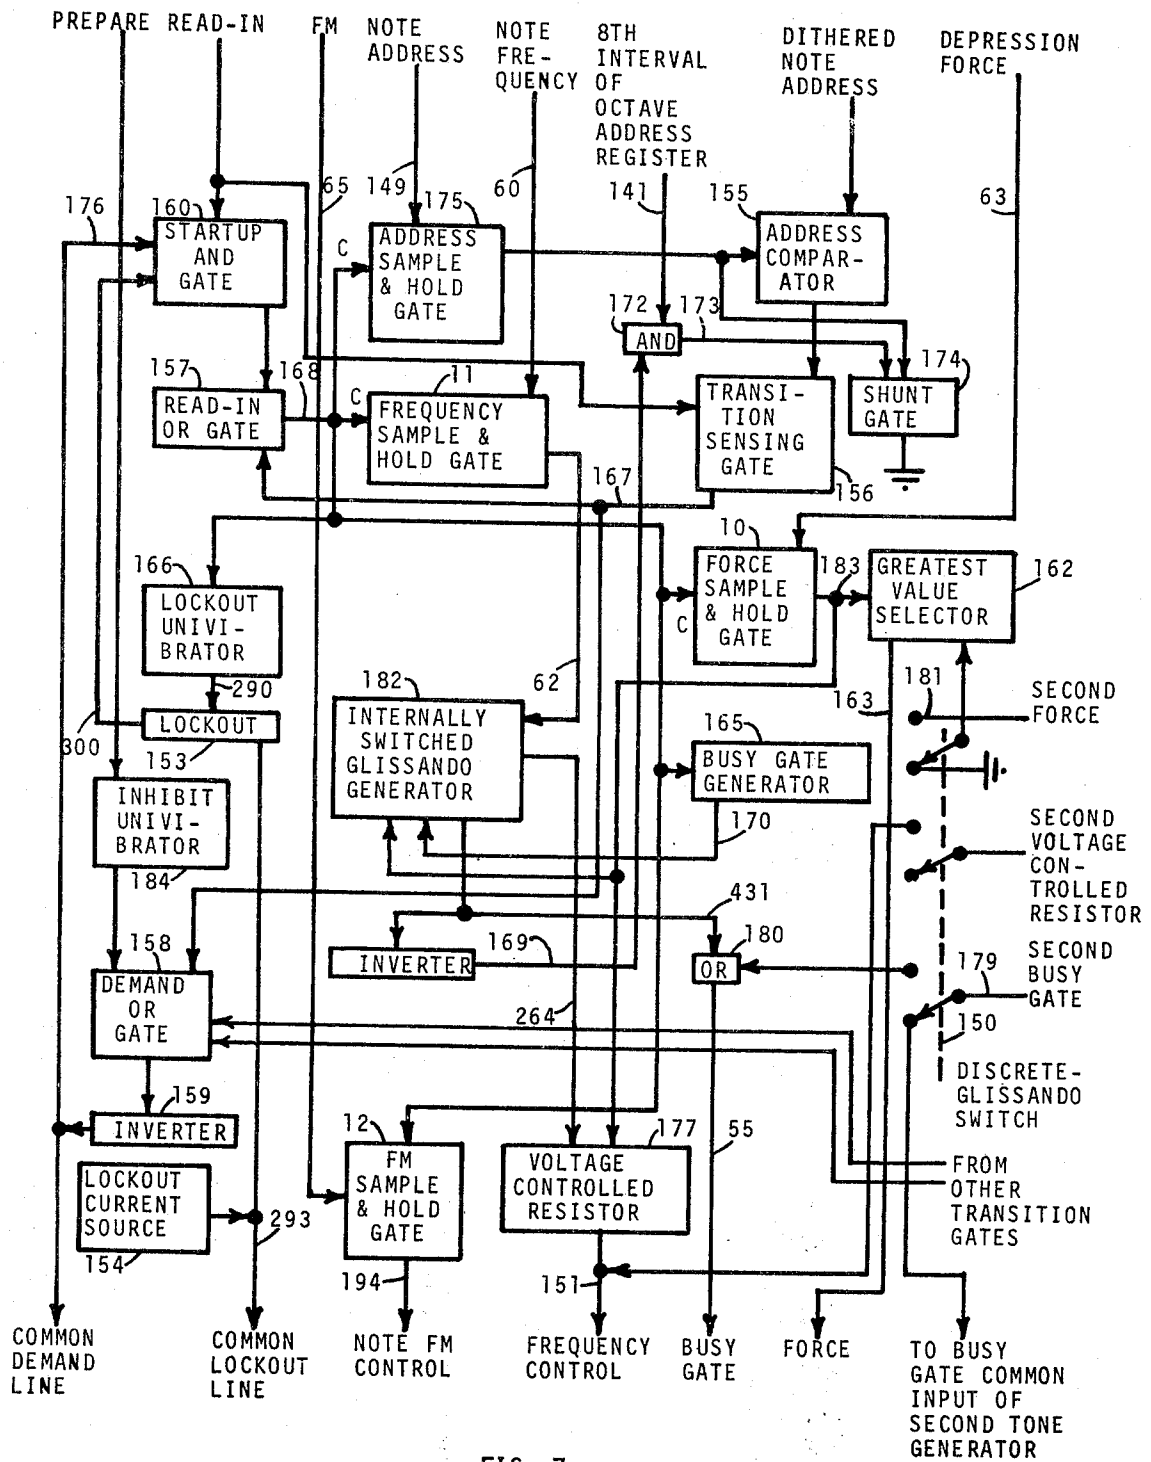 PREPARE READ-IN
FM
NOTE
ADDRESS
NOTE
FRE-
QUENCY
8TH
INTERVAL
OF
OCTAVE
ADDRESS
REGISTER
DITHERED
NOTE
ADDRESS
DEPRESSION
FORCE
176
160
STARTUP
AND
GATE
65
149
C
175
ADDRESS
SAMPLE
& HOLD
GATE
60
141
155
ADDRESS
COMPAR-
ATOR
63
172
AND
173
157
READ-IN
OR GATE
168
C
11
FREQUENCY
SAMPLE &
HOLD GATE
TRANSI-
TION
SENSING
GATE
156
174
SHUNT
GATE
167
166
LOCKOUT
UNIVI-
BRATOR
10
FORCE
SAMPLE
& HOLD
GATE
C
183
GREATEST
VALUE
SELECTOR
162
290
LOCKOUT
153
300
182
INTERNALLY
SWITCHED
GLISSANDO
GENERATOR
62
165
BUSY GATE
GENERATOR
170
163
181
SECOND
FORCE
INHIBIT
UNIVI-
BRATOR
184
SECOND
VOLTAGE
CON-
TROLLED
RESISTOR
431
158
DEMAND
OR
GATE
INVERTER
169
180
OR
179
SECOND
BUSY
GATE
150
264
DISCRETE-
GLISSANDO
SWITCH
159
INVERTER
LOCKOUT
CURRENT
SOURCE
154
293
12
FM
SAMPLE
& HOLD
GATE
194
177
VOLTAGE
CONTROLLED
RESISTOR
151
55
FROM
OTHER
TRANSITION
GATES
COMMON
DEMAND
LINE
COMMON
LOCKOUT
LINE
NOTE FM
CONTROL
FREQUENCY
CONTROL
BUSY
GATE
FORCE
TO BUSY
GATE COMMON
INPUT OF
SECOND TONE
GENERATOR
FIG. 7